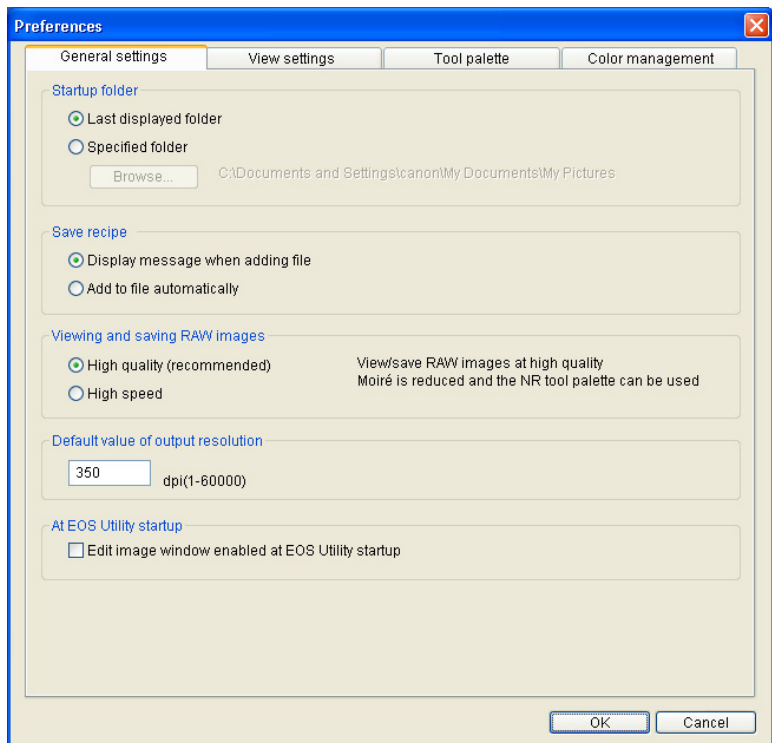 Preferences
General settings
View settings
Tool palette
Color management
Startup folder
Last displayed folder
Specified folder
Browse...
C:\Documents and Settings\canon\My Documents\My Pictures
Save recipe
Display message when adding file
Add to file automatically
Viewing and saving RAW images
High quality (recommended)
View/save RAW images at high quality
Moiré is reduced and the NR tool palette can be used
High speed
Default value of output resolution
350
dpi(1-60000)
At EOS Utility startup
Edit image window enabled at EOS Utility startup
OK
Cancel